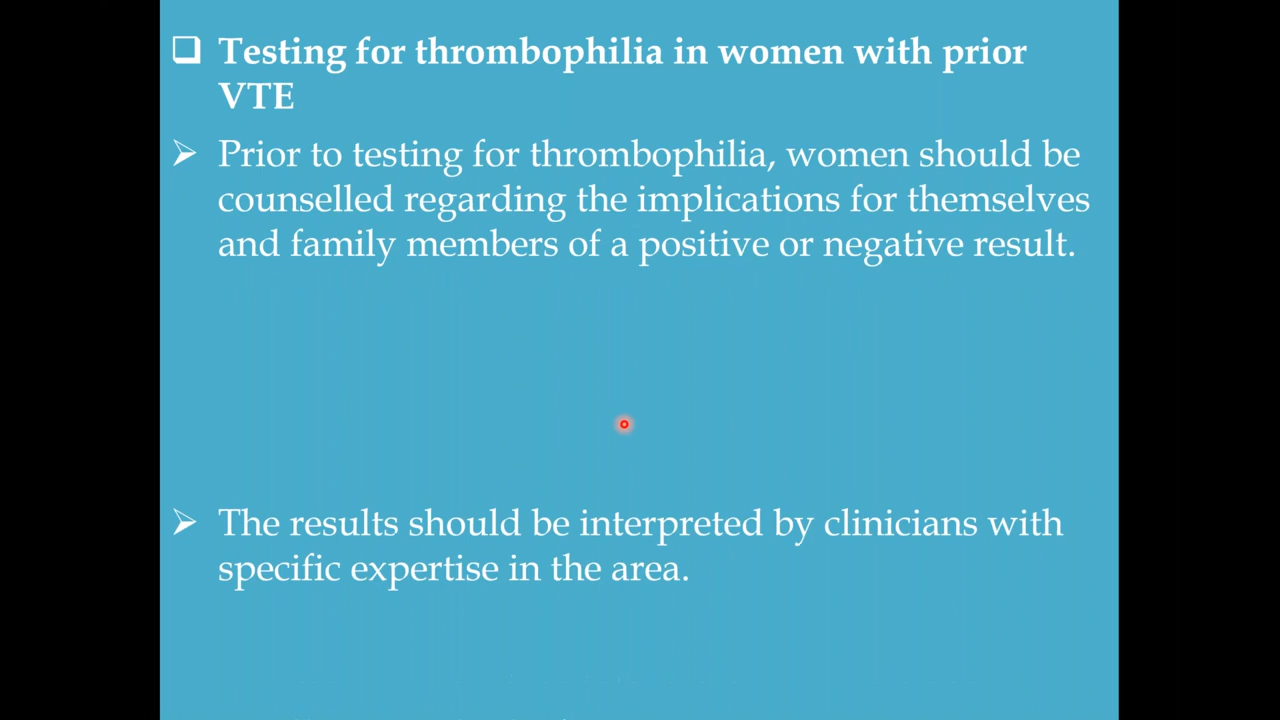 Testing for thrombophilia in women with prior
VTE
Prior to testing for thrombophilia, women should be
counselled regarding the implications for themselves
and family members of a positive or negative result.
The results should be interpreted by clinicians with
specific expertise in the area.